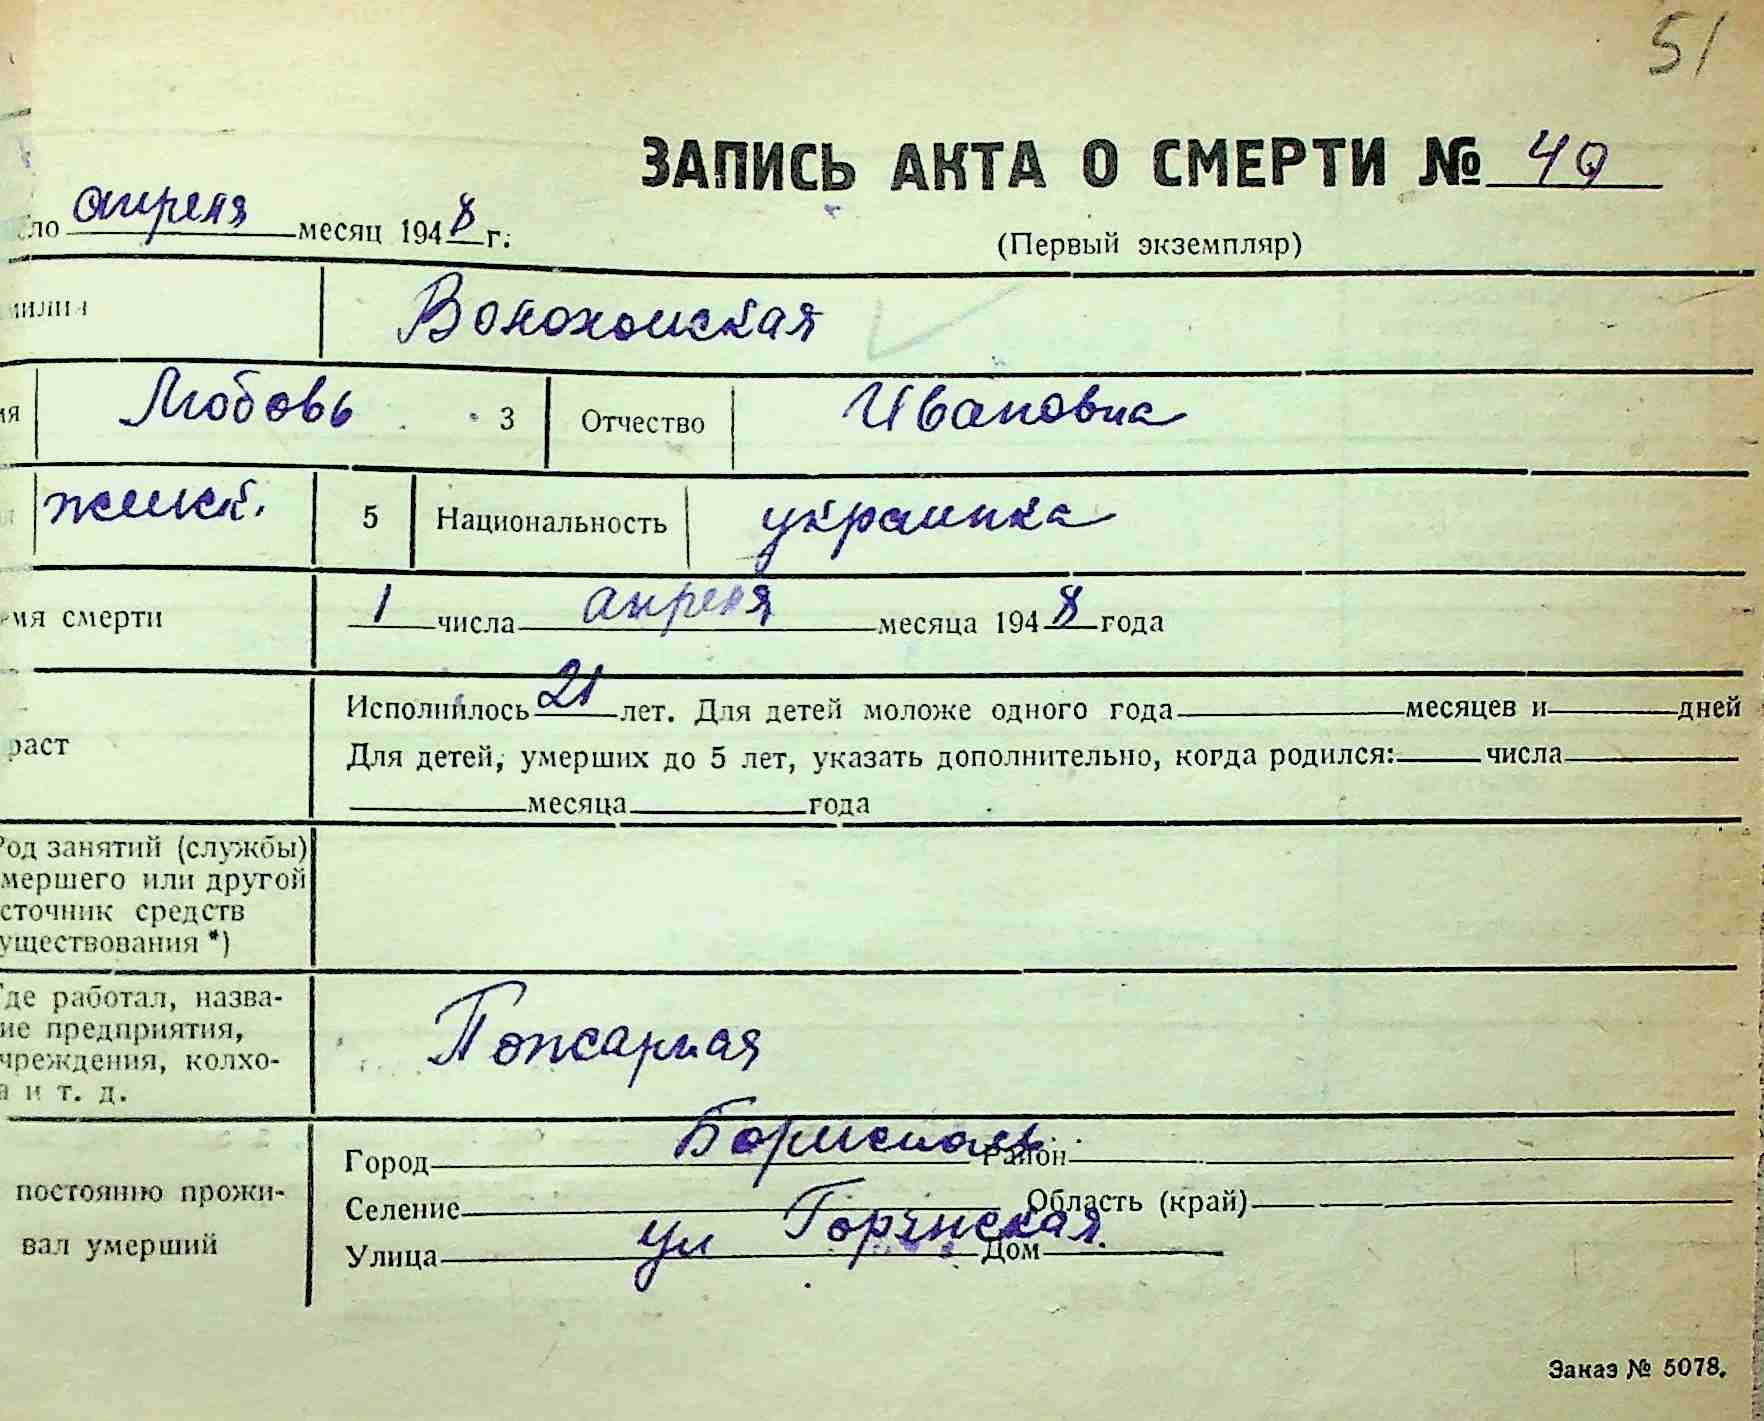 51
ЗАПИСЬ АКТА О СМЕРТИ № 40
ло апреля месяц 1948 г.
(Первый экземпляр)
милия
Любовь 3 Отчество Ивановна
мя
женск. 5 Национальность украинка
мя смерти 1 числа апреля месяца 1948 года
Исполнилось 21 лет. Для детей моложе одного года месяцев и дней
раст
Для детей, умерших до 5 лет, указать дополнительно, когда родился: числа
месяца года
Род занятий (службы)
мершего или другой
сточник средств
уществования *)
Где работал, назва-
ие предприятия,
чреждения, колхо-
а и т. д.
Пожарная
Город Борисполь Район
постоянно прожи-
Селение Область (край)
вал умерший
Улица ул Дом
Заказ № 5078.